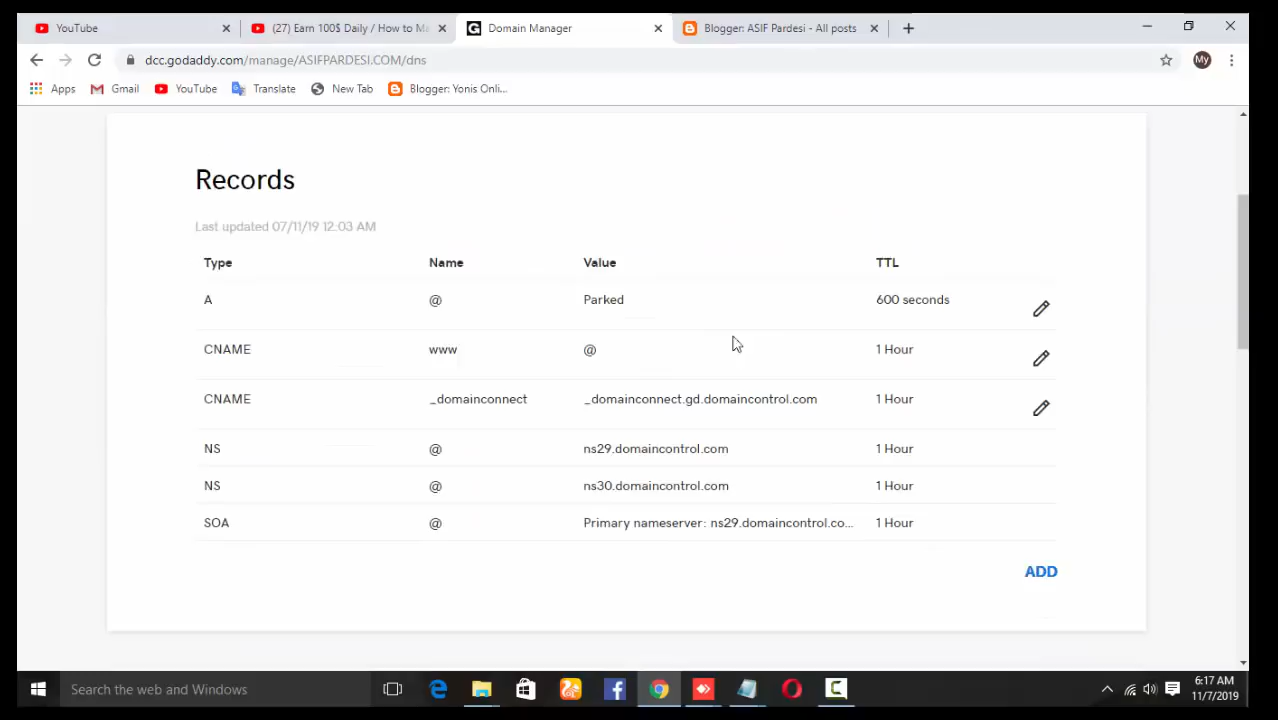 YouTube
(27) Earn 100$ Daily / How to Ma
Domain Manager
Blogger: ASIF Pardesi - All posts
dcc.godaddy.com/manage/ASIFPARDESI.COM/dns
My
Apps
Gmail
YouTube
Translate
New Tab
Blogger: Yonis Onli...
Records
Last updated 07/11/19 12:03 AM
Type Name Value TTL
A @ Parked 600 seconds
CNAME www @ 1 Hour
CNAME _domainconnect _domainconnect.gd.domaincontrol.com 1 Hour
NS @ ns29.domaincontrol.com 1 Hour
NS @ ns30.domaincontrol.com 1 Hour
SOA @ Primary nameserver: ns29.domaincontrol.co... 1 Hour
ADD
Search the web and Windows
6:17 AM
11/7/2019